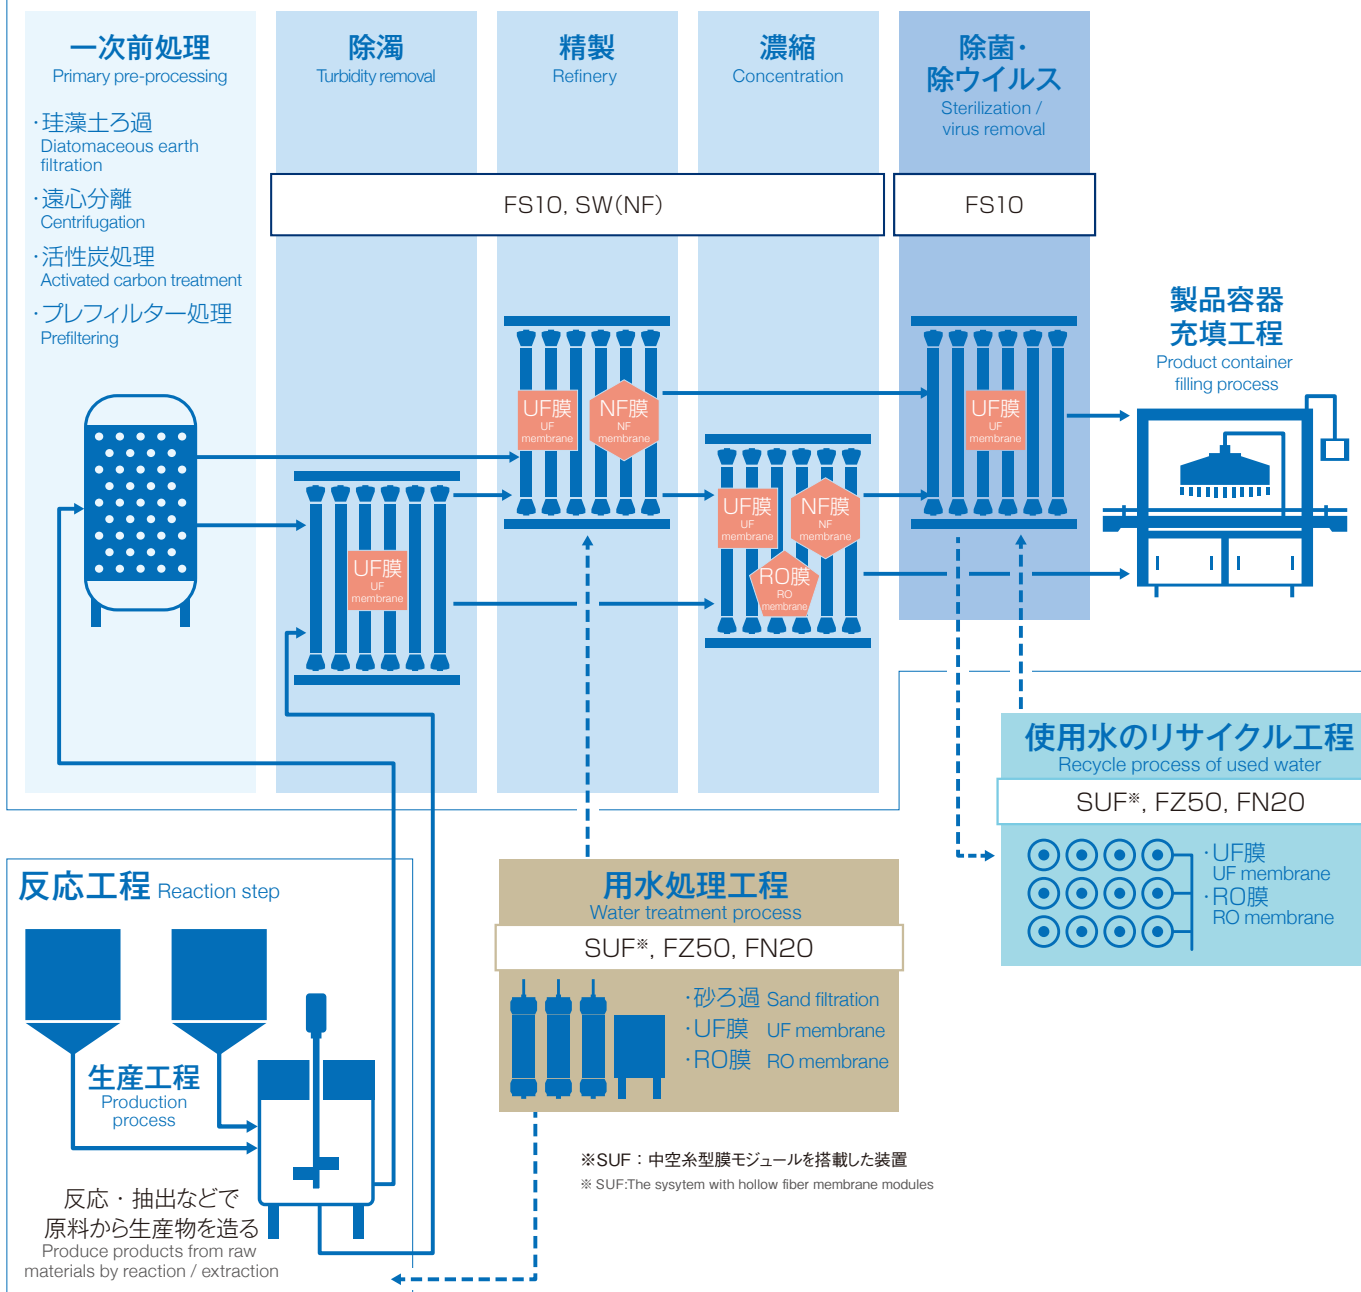 一次前処理
Primary pre-processing
・珪藻土ろ過
Diatomaceous earth
filtration
・遠心分離
Centrifugation
・活性炭処理
Activated carbon treatment
・プレフィルター処理
Prefiltering
除濁
Turbidity removal
精製
Refinery
濃縮
Concentration
除菌・
除ウイルス
Sterilization /
virus removal
FS10, SW(NF)
FS10
UF膜
UF
membrane
UF膜
UF
membrane
NF膜
NF
membrane
UF膜
UF
membrane
NF膜
NF
membrane
RO膜
RO
membrane
UF膜
UF
membrane
製品容器
充填工程
Product container
filling process
使用水のリサイクル工程
Recycle process of used water
SUF※, FZ50, FN20
・UF膜
UF membrane
・RO膜
RO membrane
反応工程 Reaction step
生産工程
Production
process
反応・抽出などで
原料から生産物を造る
Produce products from raw
materials by reaction / extraction
用水処理工程
Water treatment process
SUF※, FZ50, FN20
・砂ろ過 Sand filtration
・UF膜 UF membrane
・RO膜 RO membrane
※SUF：中空糸型膜モジュールを搭載した装置
※ SUF:The sysytem with hollow fiber membrane modules